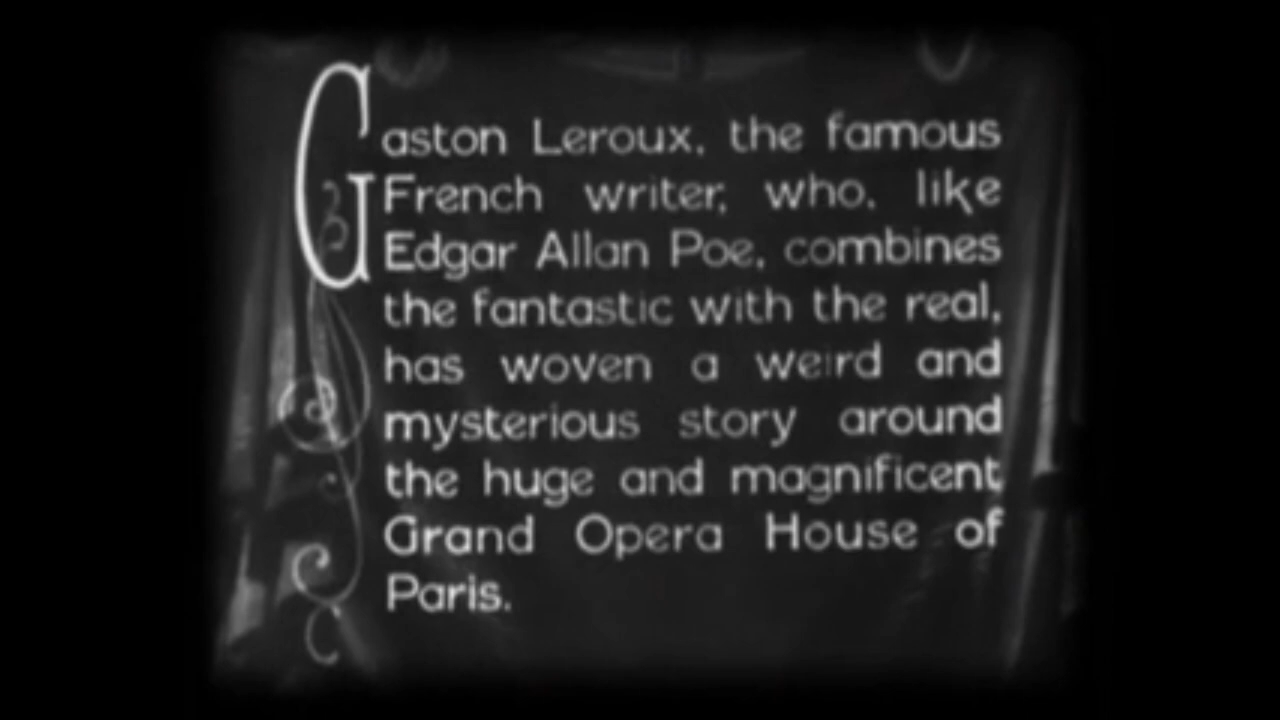 Gaston Leroux, the famous
French writer, who, like
Edgar Allan Poe, combines
the fantastic with the real,
has woven a weird and
mysterious story around
the huge and magnificent
Grand Opera House of
Paris.